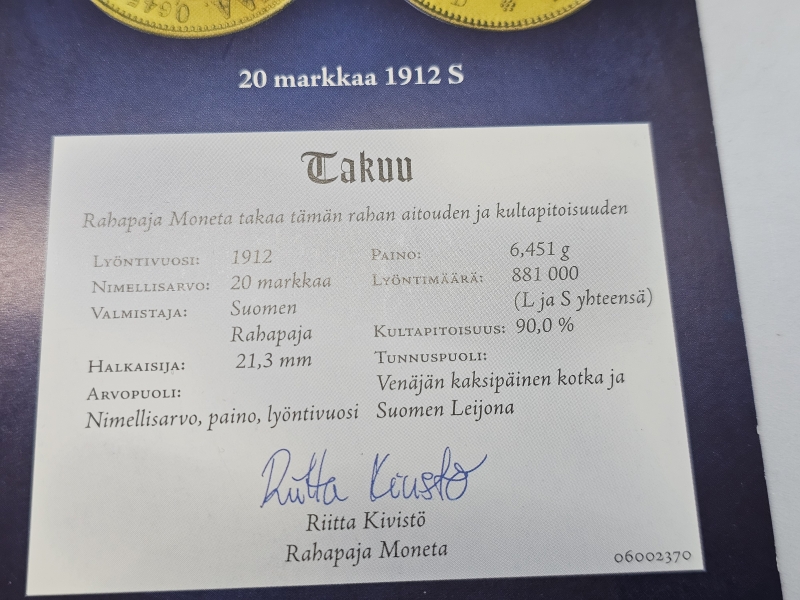 20 markkaa 1912 S
Takuu
Rahapaja Moneta takaa tämän rahan aitouden ja kultapitoisuuden
Lyöntivuosi: 1912
Nimellisarvo: 20 markkaa
Valmistaja: Suomen
Rahapaja
Halkaisija: 21,3 mm
Arvopuoli:
Nimellisarvo, paino, lyöntivuosi
Paino: 6,451 g
Lyöntimäärä: 881 000
(L ja S yhteensä)
Kultapitoisuus: 90,0 %
Tunnuspuoli:
Venäjän kaksipäinen kotka ja
Suomen Leijona
Riitta Kivistö
Riitta Kivistö
Rahapaja Moneta
06002370